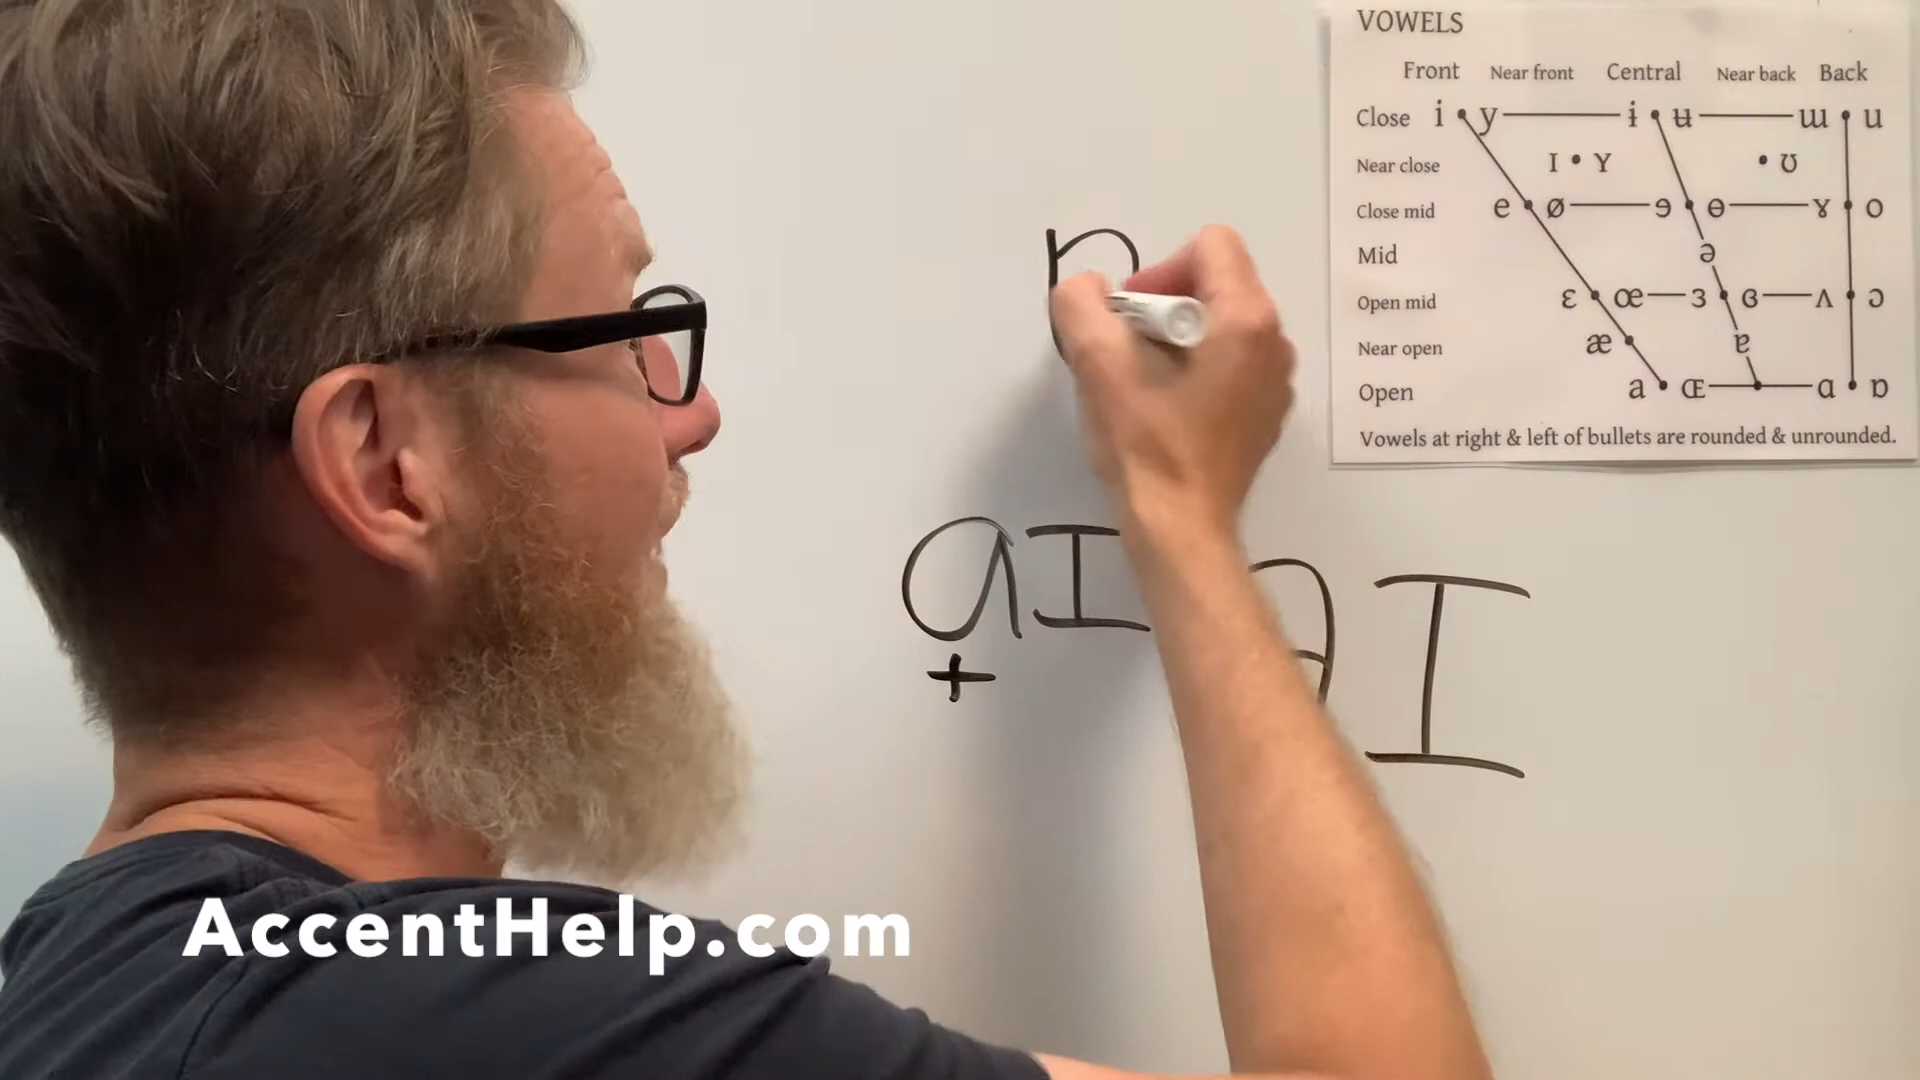 VOWELS
Front Near front Central Near back Back
Close i • y ɨ • ʉ ɯ • u
Near close ɪ • ʏ • ʊ
Close mid e • ø ɘ • ɵ ɤ • o
Mid ə
Open mid ɛ • œ ɜ • ɞ ʌ • ɔ
Near open æ • ɐ
Open a • ɶ • ɑ • ɒ
Vowels at right & left of bullets are rounded & unrounded.
ɑɪ
+
ɪ
AccentHelp.com